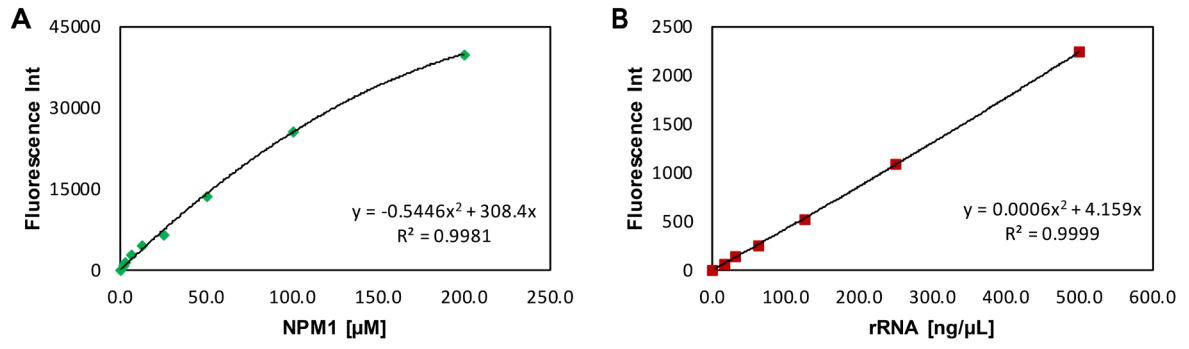 A
Fluorescence Int
45000
30000
15000
0
0.0 50.0 100.0 150.0 200.0 250.0
NPM1 [µM]
y = -0.5446x² + 308.4x
R² = 0.9981
B
Fluorescence Int
2500
2000
1500
1000
500
0
0.0 100.0 200.0 300.0 400.0 500.0 600.0
rRNA [ng/µL]
y = 0.0006x² + 4.159x
R² = 0.9999